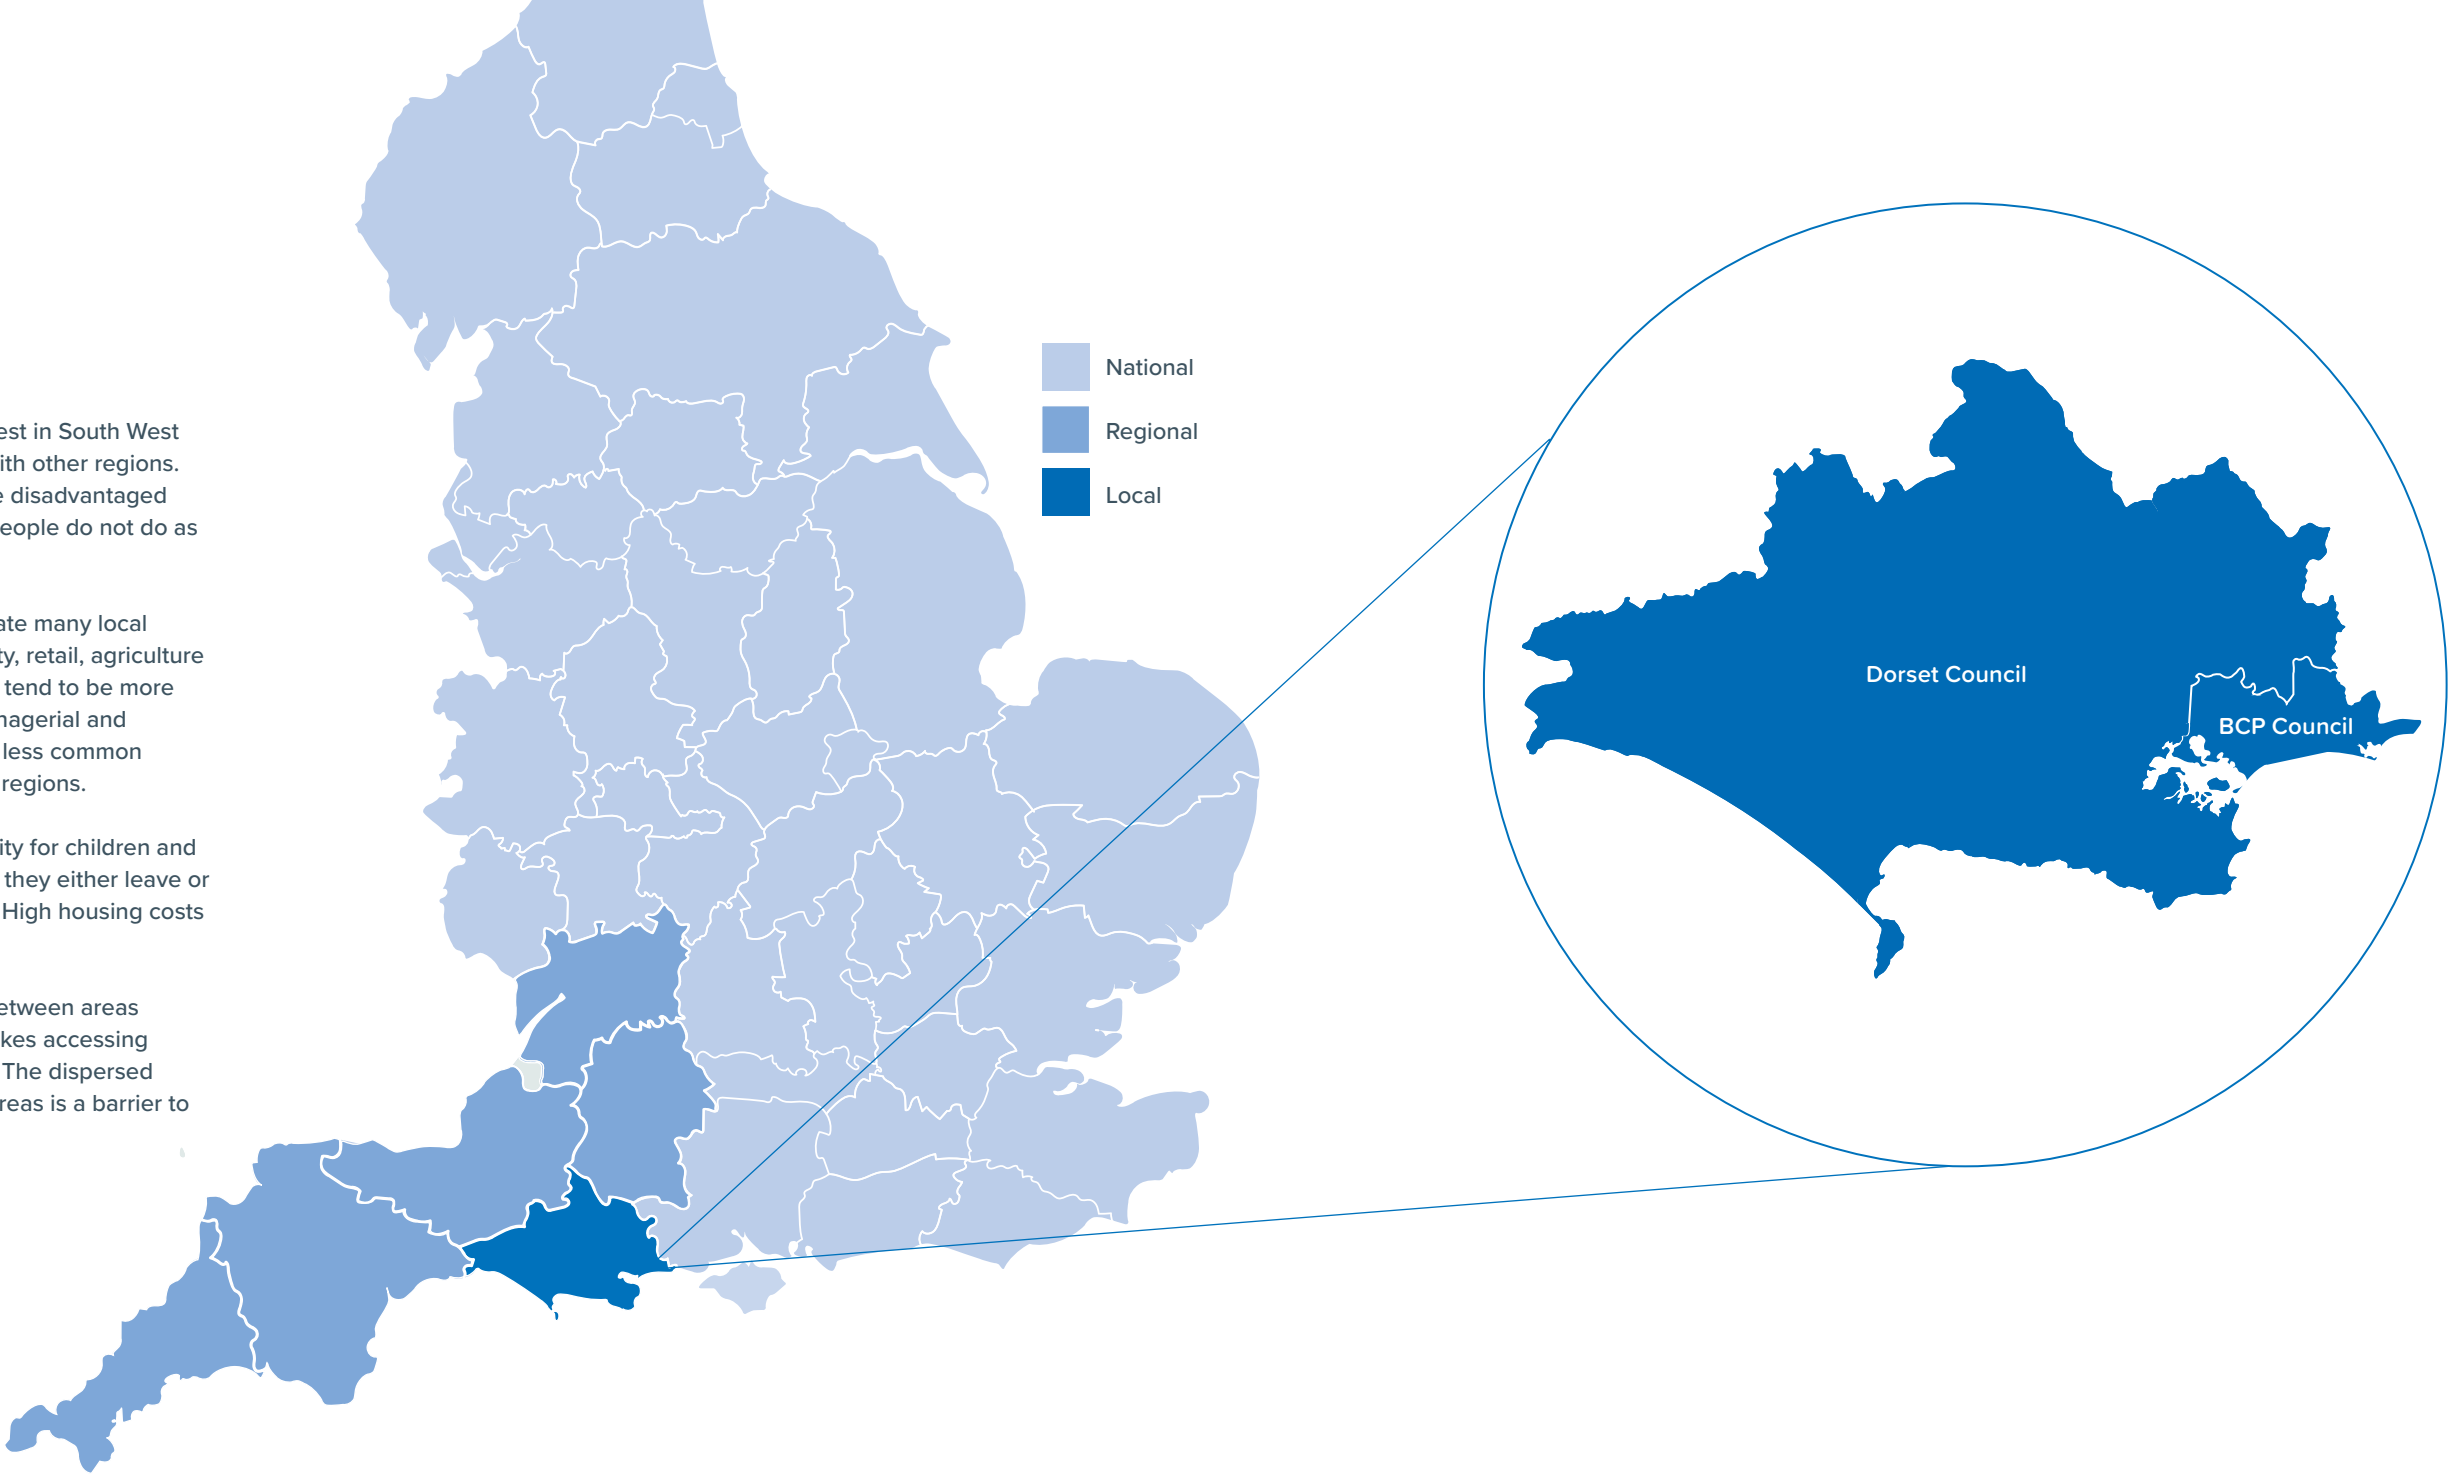 est in South West
ith other regions.
e disadvantaged
eople do not do as
ate many local
ty, retail, agriculture
tend to be more
nagerial and
less common
regions.
ity for children and
they either leave or
High housing costs
etween areas
kes accessing
The dispersed
reas is a barrier to
National
Regional
Local
Dorset Council
BCP Council